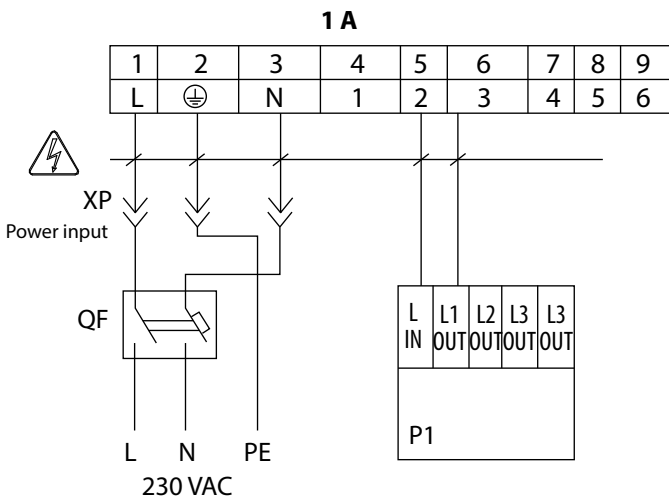 1 A
1 2 3 4 5 6 7 8 9
L N 1 2 3 4 5 6
XP
Power input
QF
L IN
L1 OUT
L2 OUT
L3 OUT
L3 OUT
P1
L N PE
230 VAC